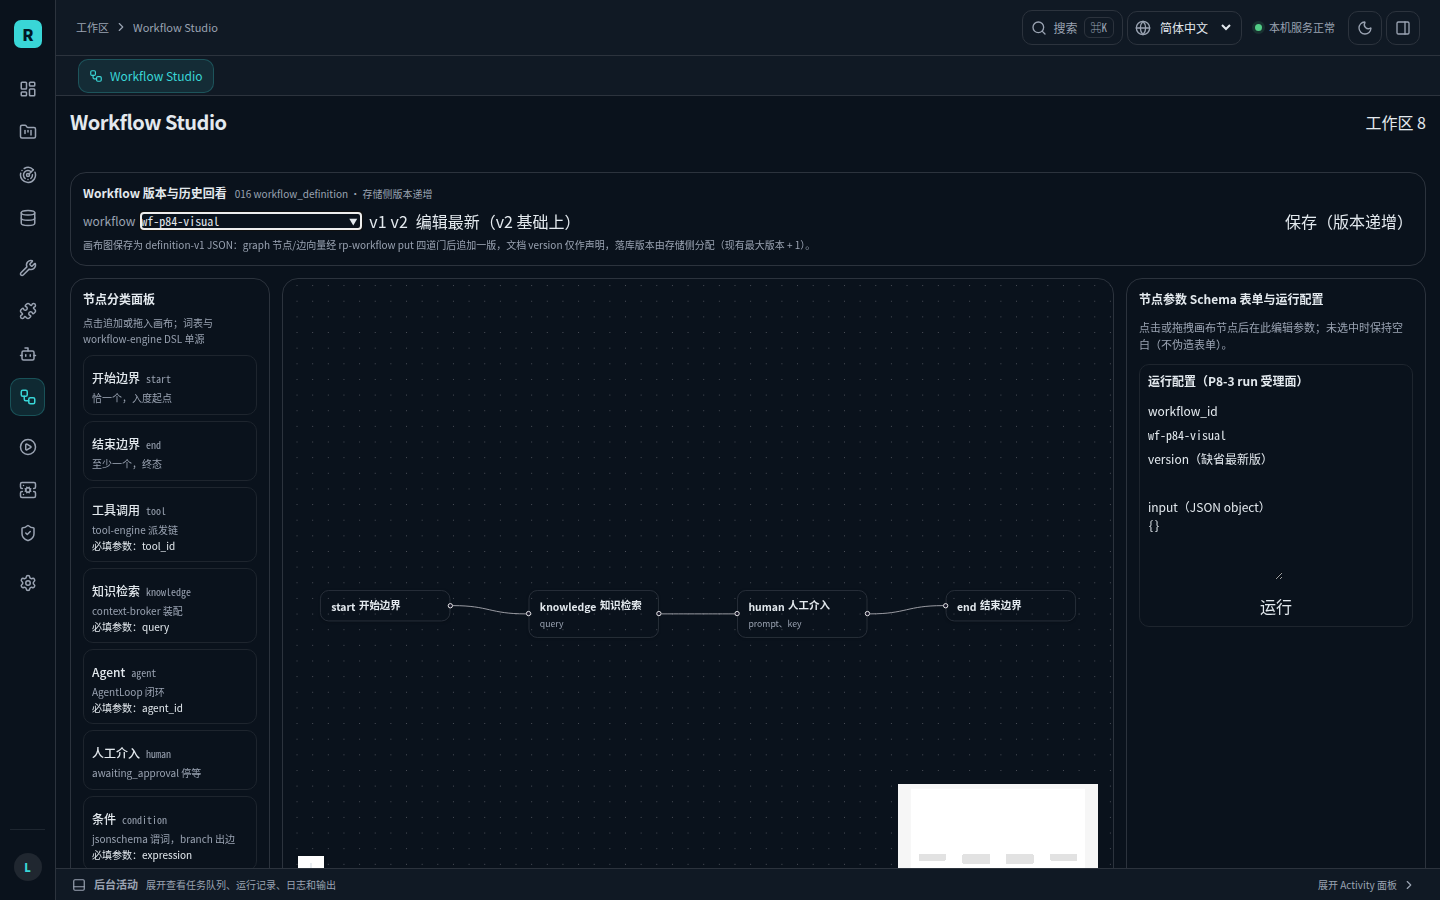 R
工作区 > Workflow Studio
搜索 ⌘K
简体中文
本机服务正常
Workflow Studio
Workflow Studio
工作区 8
Workflow 版本与历史回看 016 workflow_definition · 存储侧版本递增
workflow wf-p84-visual v1 v2 编辑最新（v2 基础上）
保存（版本递增）
画布图保存为 definition-v1 JSON：graph 节点/边向量经 rp-workflow put 四道门后追加一版，文档 version 仅作声明，落库版本由存储侧分配（现有最大版本 + 1）。
节点分类面板
点击追加或拖入画布；词表与
workflow-engine DSL 单源
开始边界 start
恰一个，入度起点
结束边界 end
至少一个，终态
工具调用 tool
tool-engine 派发链
必填参数：tool_id
知识检索 knowledge
context-broker 装配
必填参数：query
Agent agent
AgentLoop 闭环
必填参数：agent_id
人工介入 human
awaiting_approval 停等
条件 condition
jsonschema 谓词，branch 出边
必填参数：expression
start 开始边界
knowledge 知识检索
query
human 人工介入
prompt、key
end 结束边界
节点参数 Schema 表单与运行配置
点击或拖拽画布节点后在此编辑参数；未选中时保持空
白（不伪造表单）。
运行配置（P8-3 run 受理面）
workflow_id
wf-p84-visual
version（缺省最新版）
input（JSON object）
{}
运行
L
后台活动 展开查看任务队列、运行记录、日志和输出
展开 Activity 面板